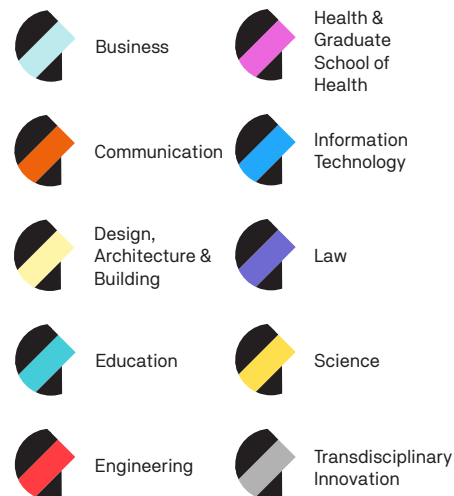 Business
Communication
Design,
Architecture &
Building
Education
Engineering
Health &
Graduate
School of
Health
Information
Technology
Law
Science
Transdisciplinary
Innovation